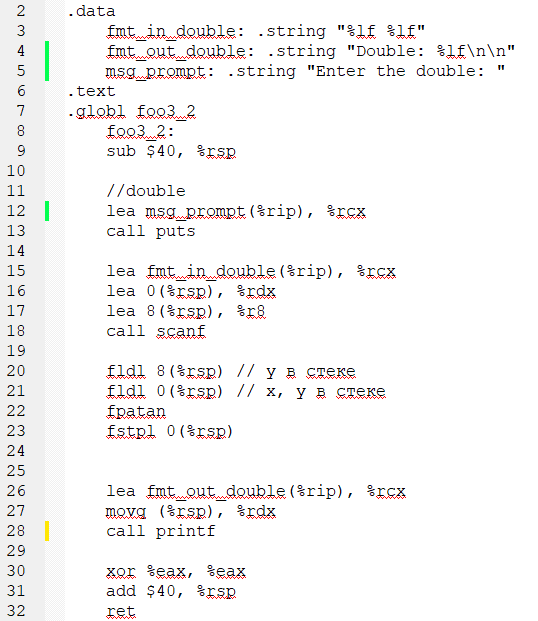 2 .data
3 fmt_in_double: .string "%lf %lf"
4 fmt_out_double: .string "Double: %lf\n\n"
5 msg_prompt: .string "Enter the double: "
6 .text
7 .globl foo3_2
8 foo3_2:
9 sub $40, %rsp
10
11 //double
12 lea msg_prompt(%rip), %rcx
13 call puts
14
15 lea fmt_in_double(%rip), %rcx
16 lea 0(%rsp), %rdx
17 lea 8(%rsp), %r8
18 call scanf
19
20 fldl 8(%rsp) // y в стеке
21 fldl 0(%rsp) // x, y в стеке
22 fpatan
23 fstpl 0(%rsp)
24
25
26 lea fmt_out_double(%rip), %rcx
27 movq (%rsp), %rdx
28 call printf
29
30 xor %eax, %eax
31 add $40, %rsp
32 ret